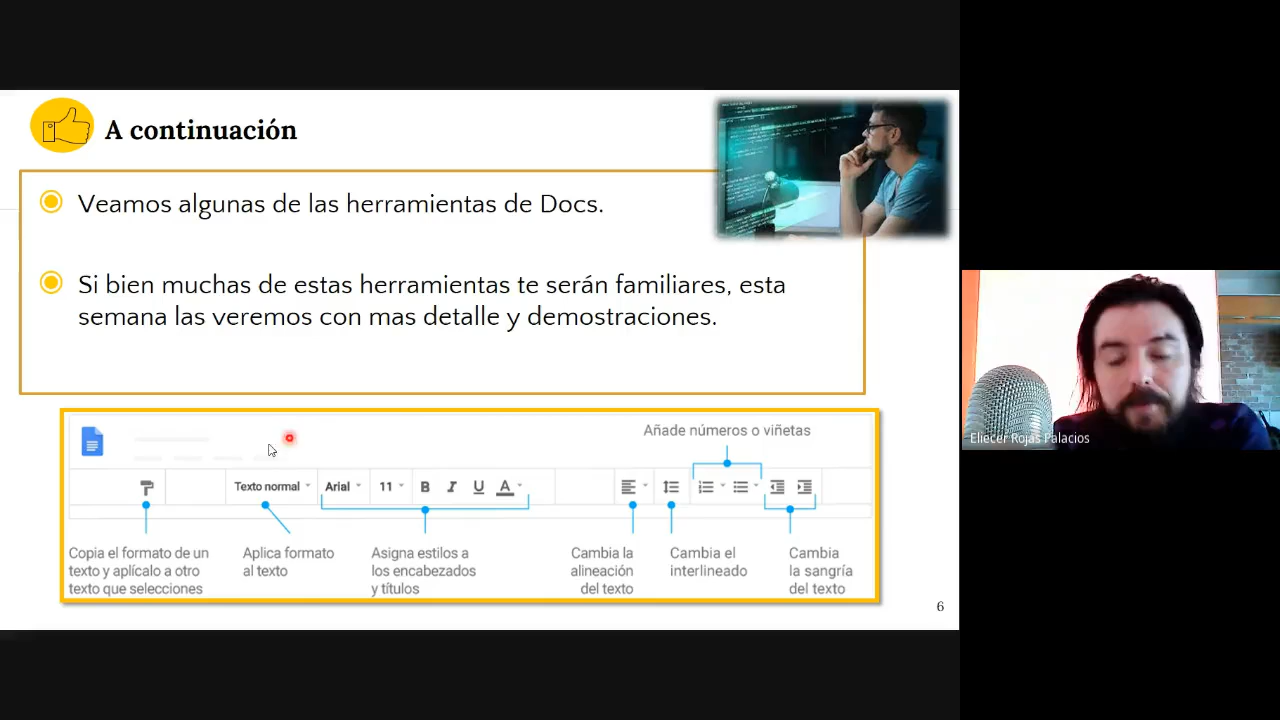 A continuación
Veamos algunas de las herramientas de Docs.
Si bien muchas de estas herramientas te serán familiares, esta
semana las veremos con mas detalle y demostraciones.
Añade números o viñetas
Texto normal Arial 11 B I U A
Copia el formato de un
texto y aplícalo a otro
texto que selecciones
Aplica formato
al texto
Asigna estilos a
los encabezados
y títulos
Cambia la
alineación
del texto
Cambia el
interlineado
Cambia
la sangría
del texto
6
Eliecer Rojas Palacios